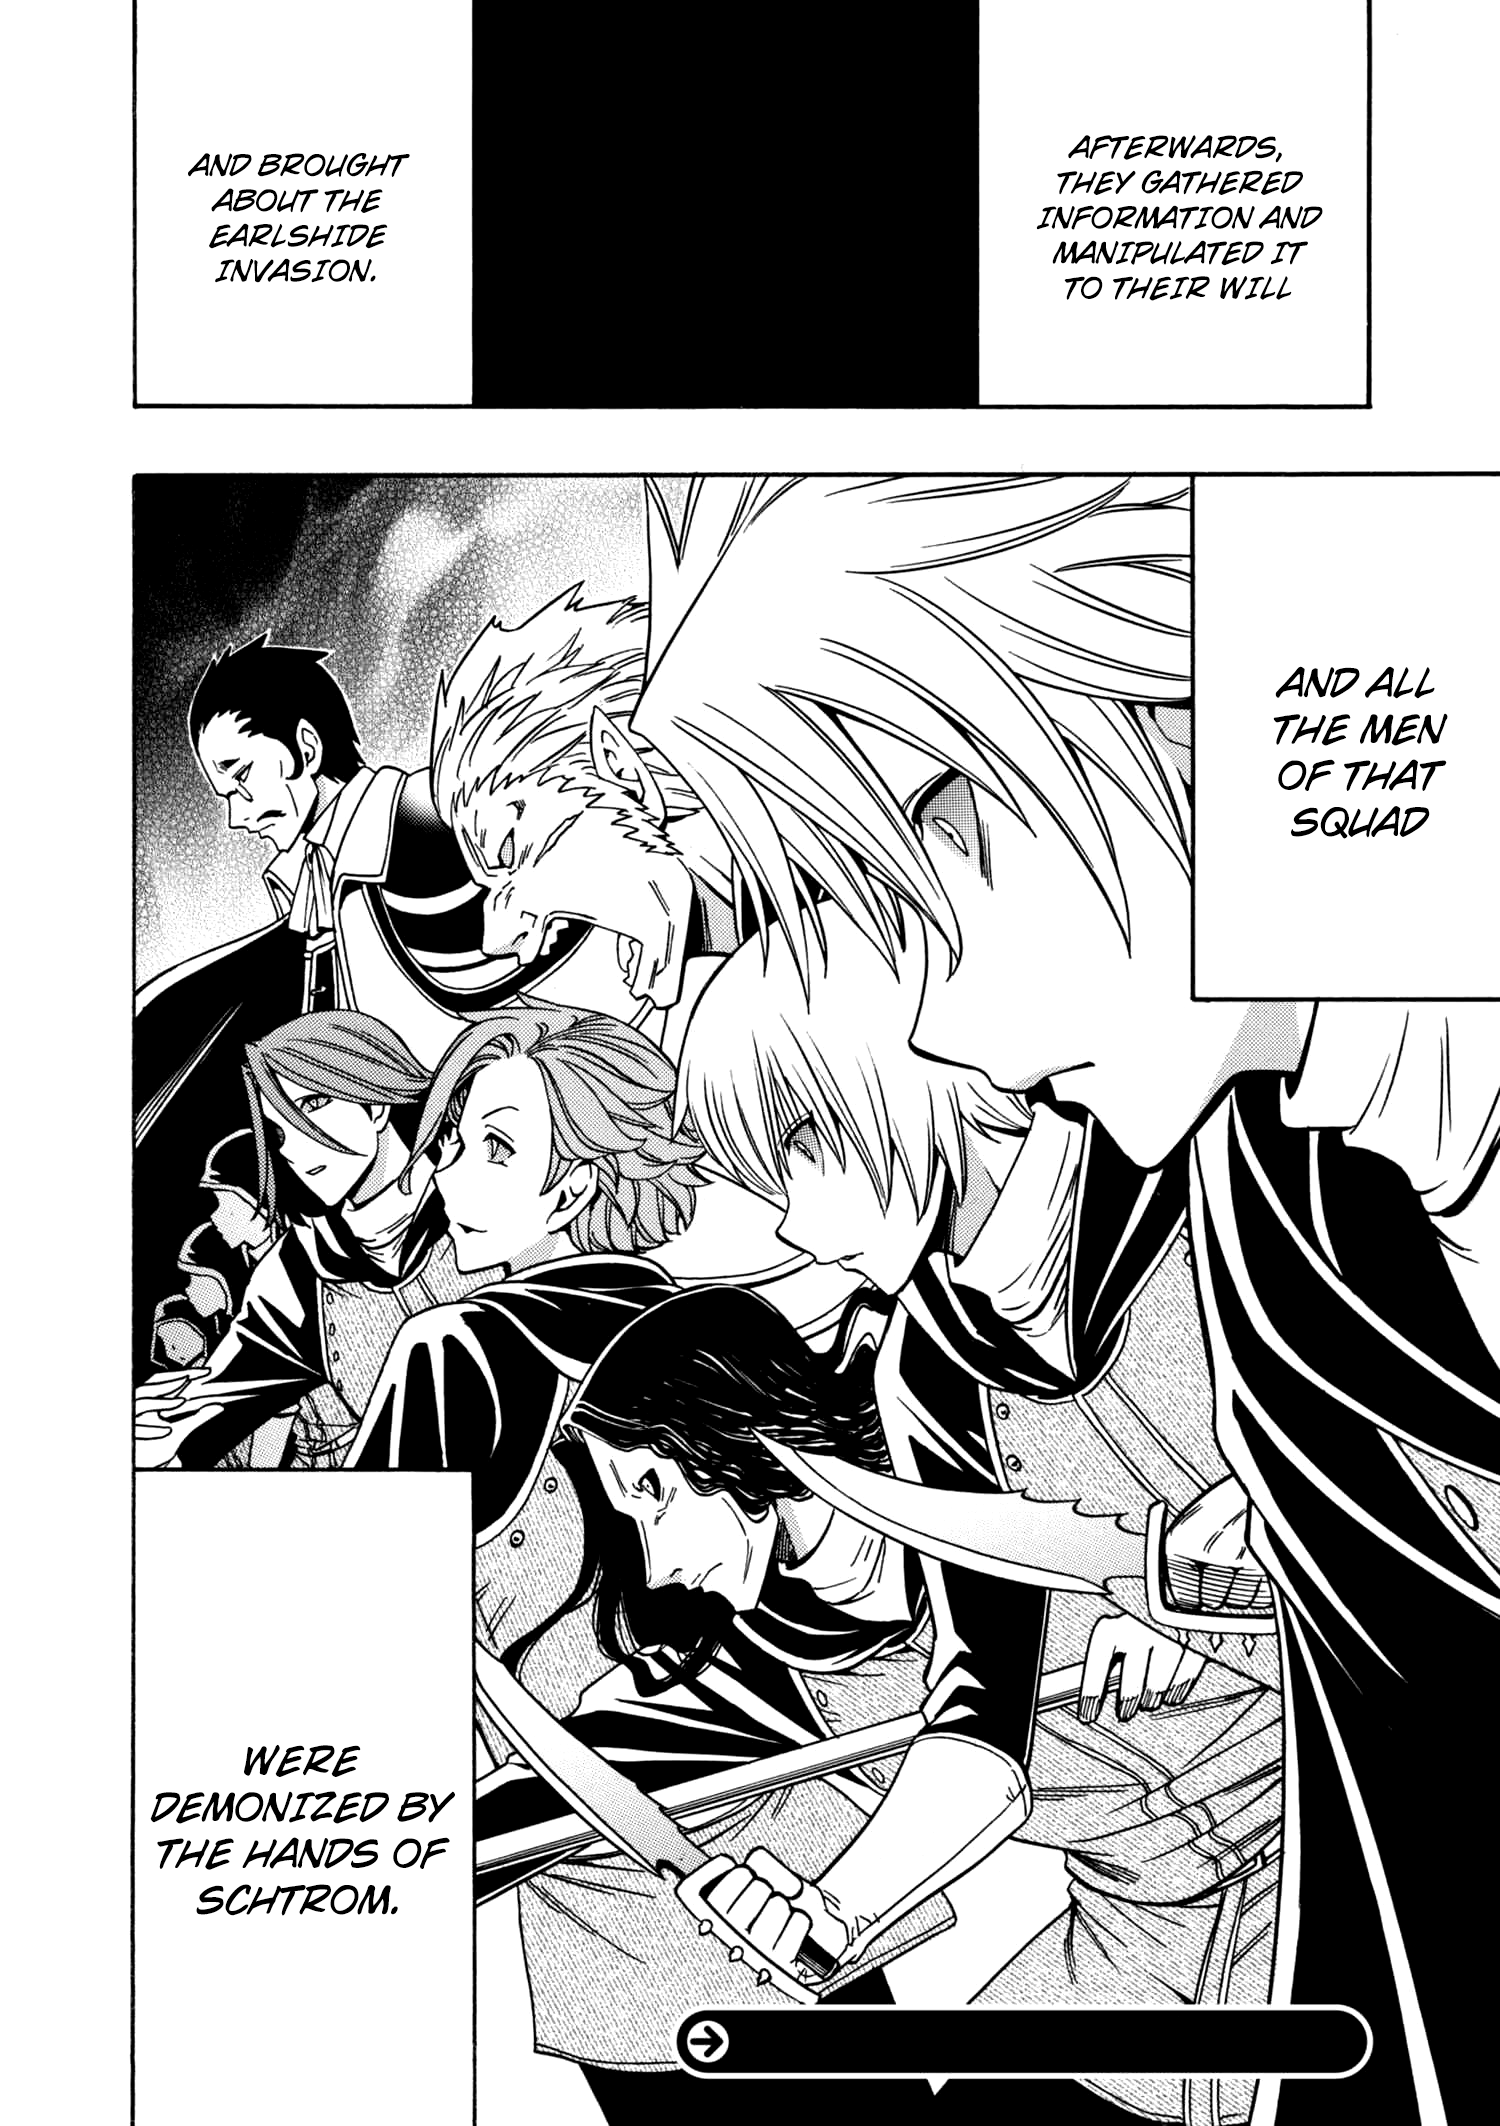 AFTERWARDS,
THEY GATHERED
INFORMATION AND
MANIPULATED IT
TO THEIR WILL
AND BROUGHT
ABOUT THE
EARLSHIDE
INVASION.
AND ALL
THE MEN
OF THAT
SQUAD
WERE
DEMONIZED BY
THE HANDS OF
SCHTROM.